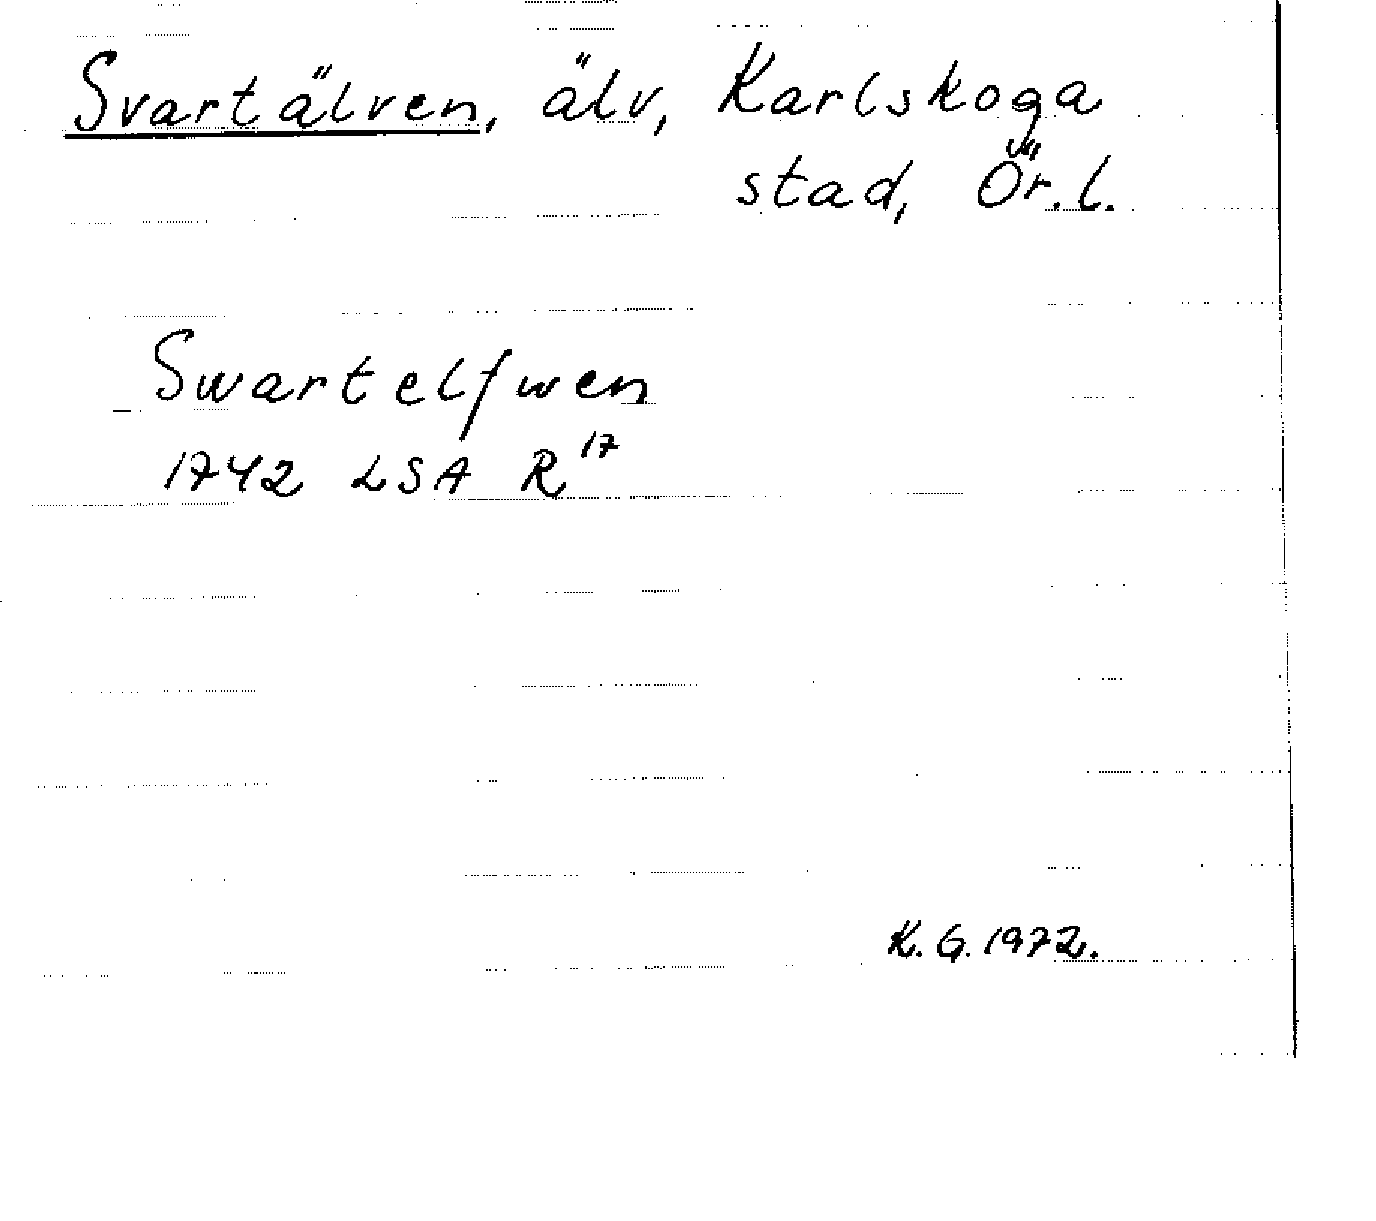 Svartälven, älv, Karlskoga
stad, Ör.l.
Swartelfwen
1742 LSA R¹⁷
K.G. 1972.